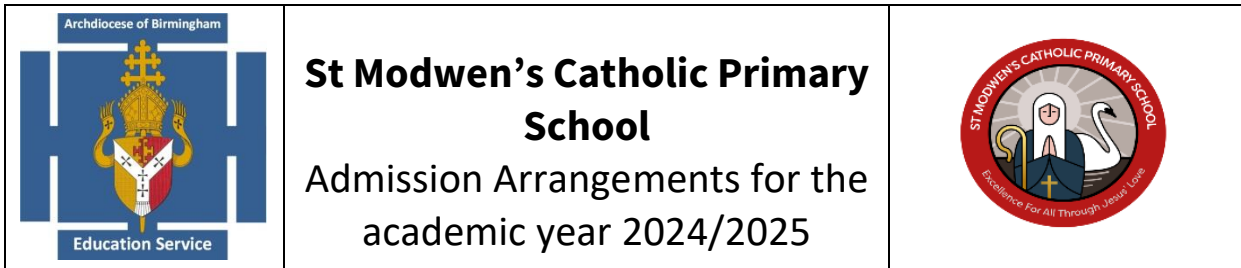 Archdiocese of Birmingham
Education Service
St Modwen's Catholic Primary
School
Admission Arrangements for the
academic year 2024/2025
ST MODWEN'S CATHOLIC PRIMARY SCHOOL
Excellence For All Through Jesus' Love